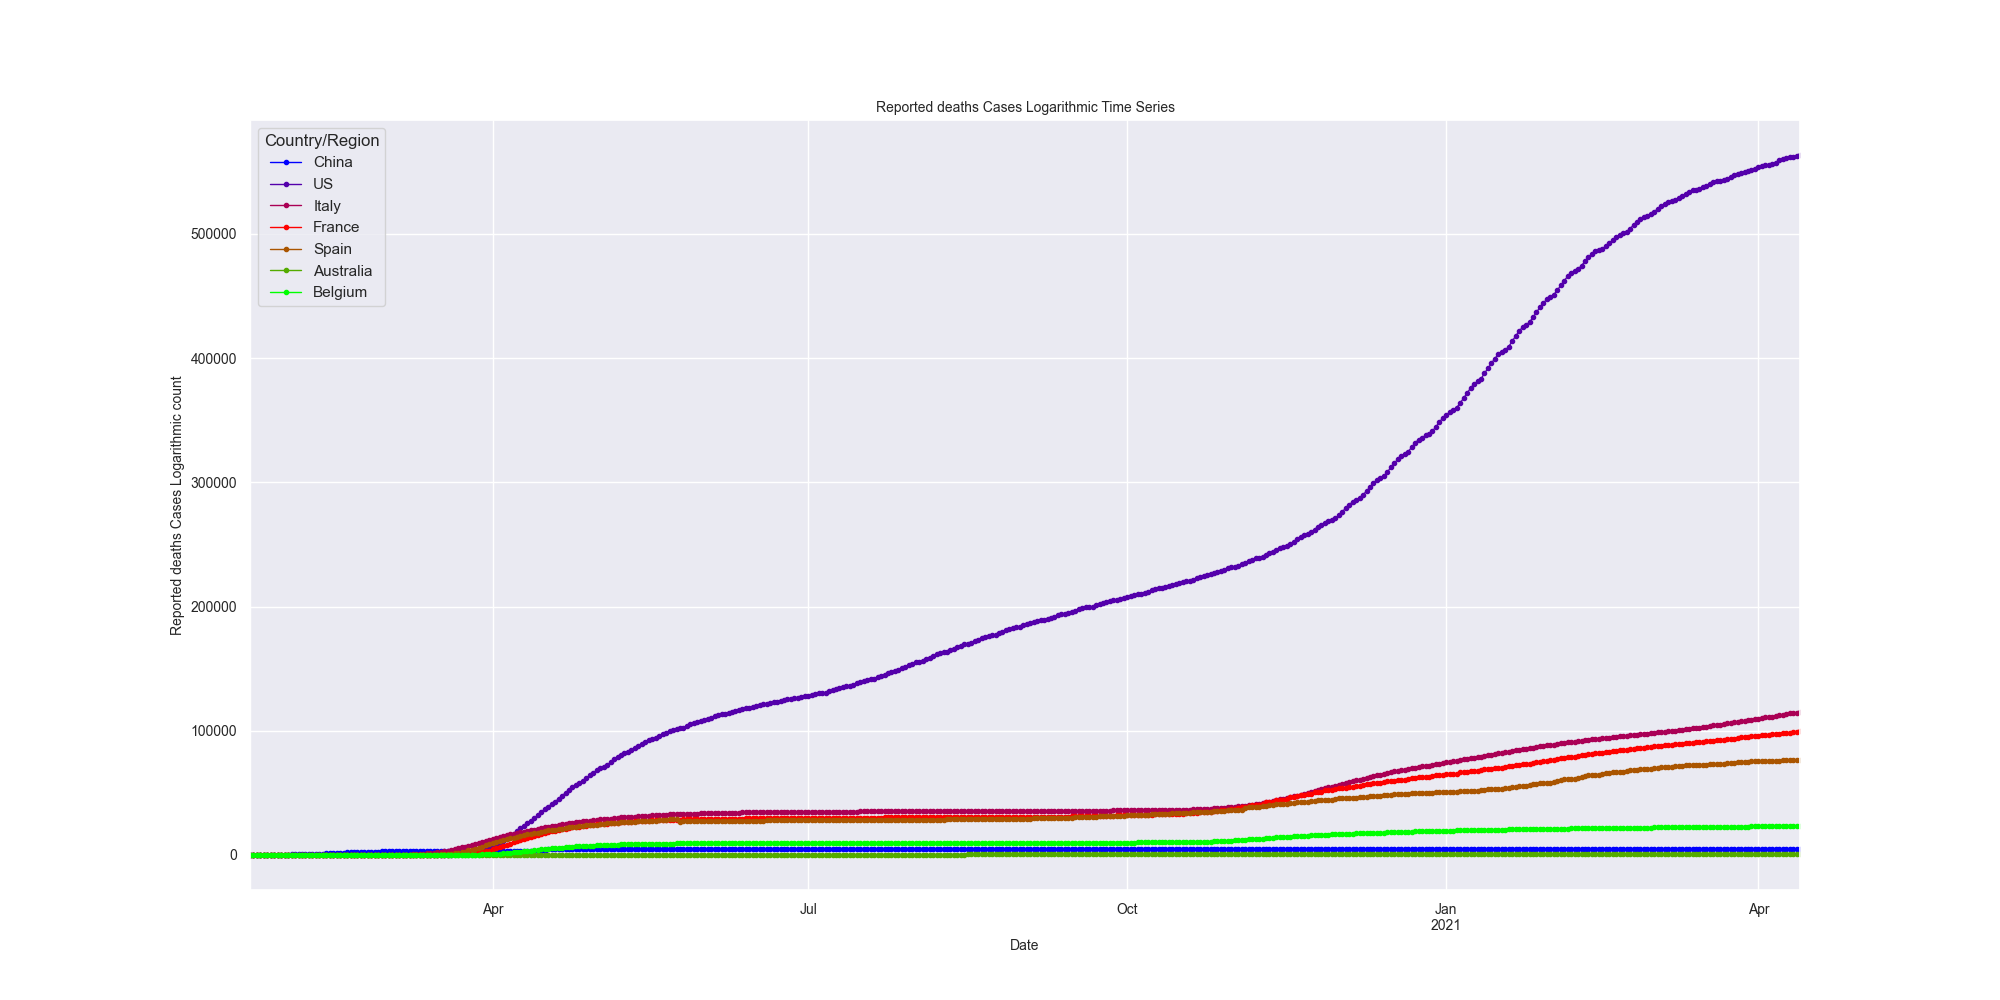 Reported deaths Cases Logarithmic Time Series
Country/Region
China
US
Italy
France
Spain
Australia
Belgium
Reported deaths Cases Logarithmic count
500000
400000
300000
200000
100000
0
Apr
Jul
Oct
Jan
2021
Apr
Date